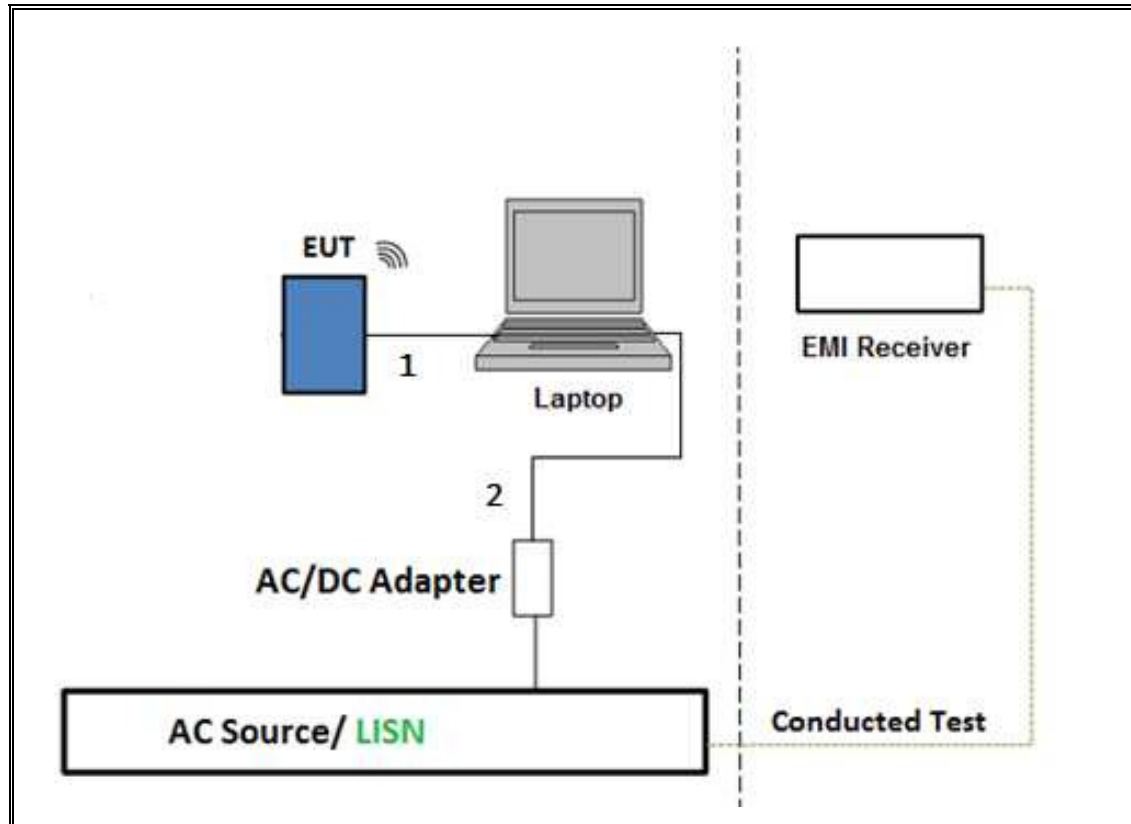 EUT
1
Laptop
EMI Receiver
2
AC/DC Adapter
AC Source/ LISN
Conducted Test